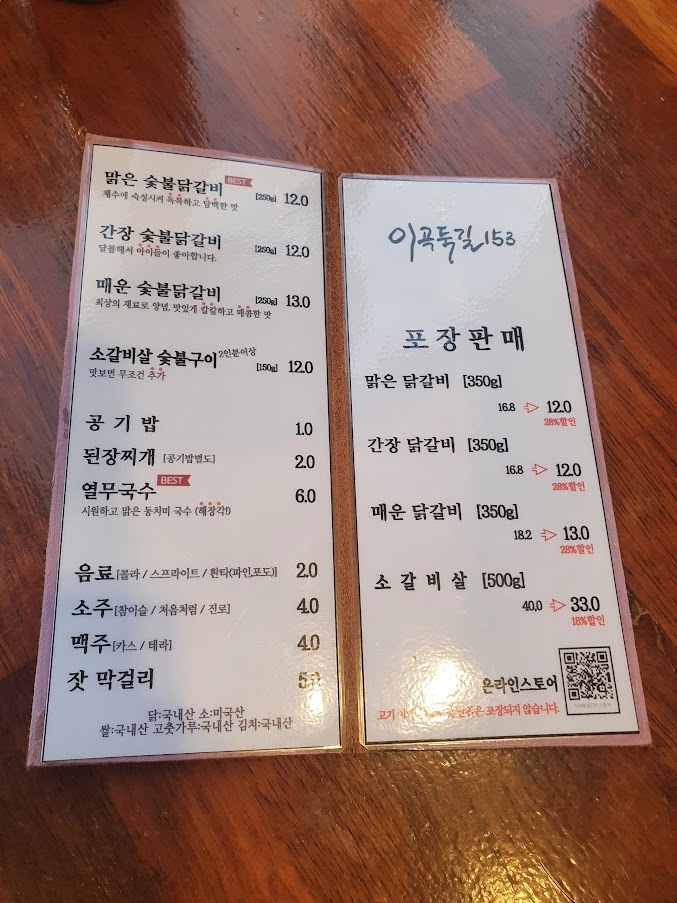 맑은 숯불닭갈비 BEST
채수에 숙성시켜 톡톡하고 담백한 맛 [250g] 12.0
간장 숯불닭갈비
달콤해서 아이들이 좋아합니다. [250g] 12.0
매운 숯불닭갈비
최상의 재료로 양념, 맛있게 칼칼하고 매콤한 맛 [250g] 13.0
소갈비살 숯불구이 2인분이상
맛보면 무조건 추가 [150g] 12.0
공기밥 1.0
된장찌개 [공기밥별도] 2.0
열무국수 BEST 6.0
시원하고 맑은 동치미 국수 (해장각!)
음료 [콜라 / 스프라이트 / 환타(파인,포도)] 2.0
소주 [참이슬 / 처음처럼 / 진로] 4.0
맥주 [카스 / 테라] 4.0
잣 막걸리
닭:국내산 소:미국산
쌀:국내산 고춧가루:국내산 김치:국내산
이곡둑길153
포장판매
맑은 닭갈비 [350g]
16.8 12.0
28%할인
간장 닭갈비 [350g]
16.8 12.0
28%할인
매운 닭갈비 [350g]
18.2 13.0
28%할인
소갈비살 [500g]
40,0 33.0
18%할인
온라인스토어
고기 포장되지 않습니다.